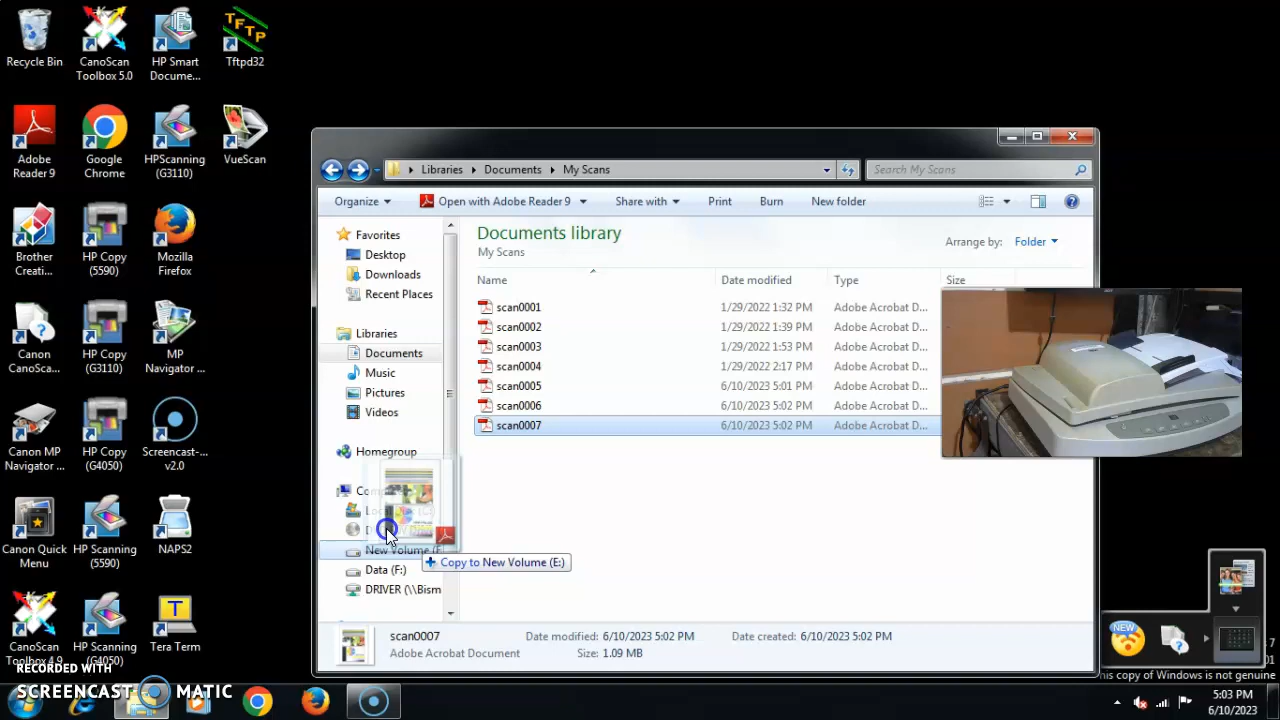 Recycle Bin
CanoScan Toolbox 5.0
HP Smart Docume...
Tftpd32
TFTP
Adobe Reader 9
Google Chrome
HPScanning (G3110)
VueScan
Brother Creati...
HP Copy (5590)
Mozilla Firefox
Canon CanoSca...
HP Copy (G3110)
MP Navigator ...
Canon MP Navigator ...
HP Copy (G4050)
Screencast-... v2.0
Canon Quick Menu
HP Scanning (5590)
NAPS2
CanoScan Toolbox 4.9
HP Scanning (G4050)
Tera Term
Libraries
Documents
My Scans
Search My Scans
Organize
Open with Adobe Reader 9
Share with
Print
Burn
New folder
Favorites
Desktop
Downloads
Recent Places
Libraries
Documents
Music
Pictures
Videos
Homegroup
New Volume (E
Data (F:)
DRIVER (\\Bism
Documents library
My Scans
Arrange by: Folder
Name Date modified Type Size
scan0001 1/29/2022 1:32 PM Adobe Acrobat D...
scan0002 1/29/2022 1:39 PM Adobe Acrobat D...
scan0003 1/29/2022 1:53 PM Adobe Acrobat D...
scan0004 1/29/2022 2:17 PM Adobe Acrobat D...
scan0005 6/10/2023 5:01 PM Adobe Acrobat D...
scan0006 6/10/2023 5:02 PM Adobe Acrobat D...
scan0007 6/10/2023 5:02 PM Adobe Acrobat D...
+ Copy to New Volume (E:)
scan0007 Date modified: 6/10/2023 5:02 PM Date created: 6/10/2023 5:02 PM
Adobe Acrobat Document Size: 1.09 MB
NEW
7
01
his copy of Windows is not genuine
RECORDED WITH
SCREENCAST MATIC
5:03 PM
6/10/2023